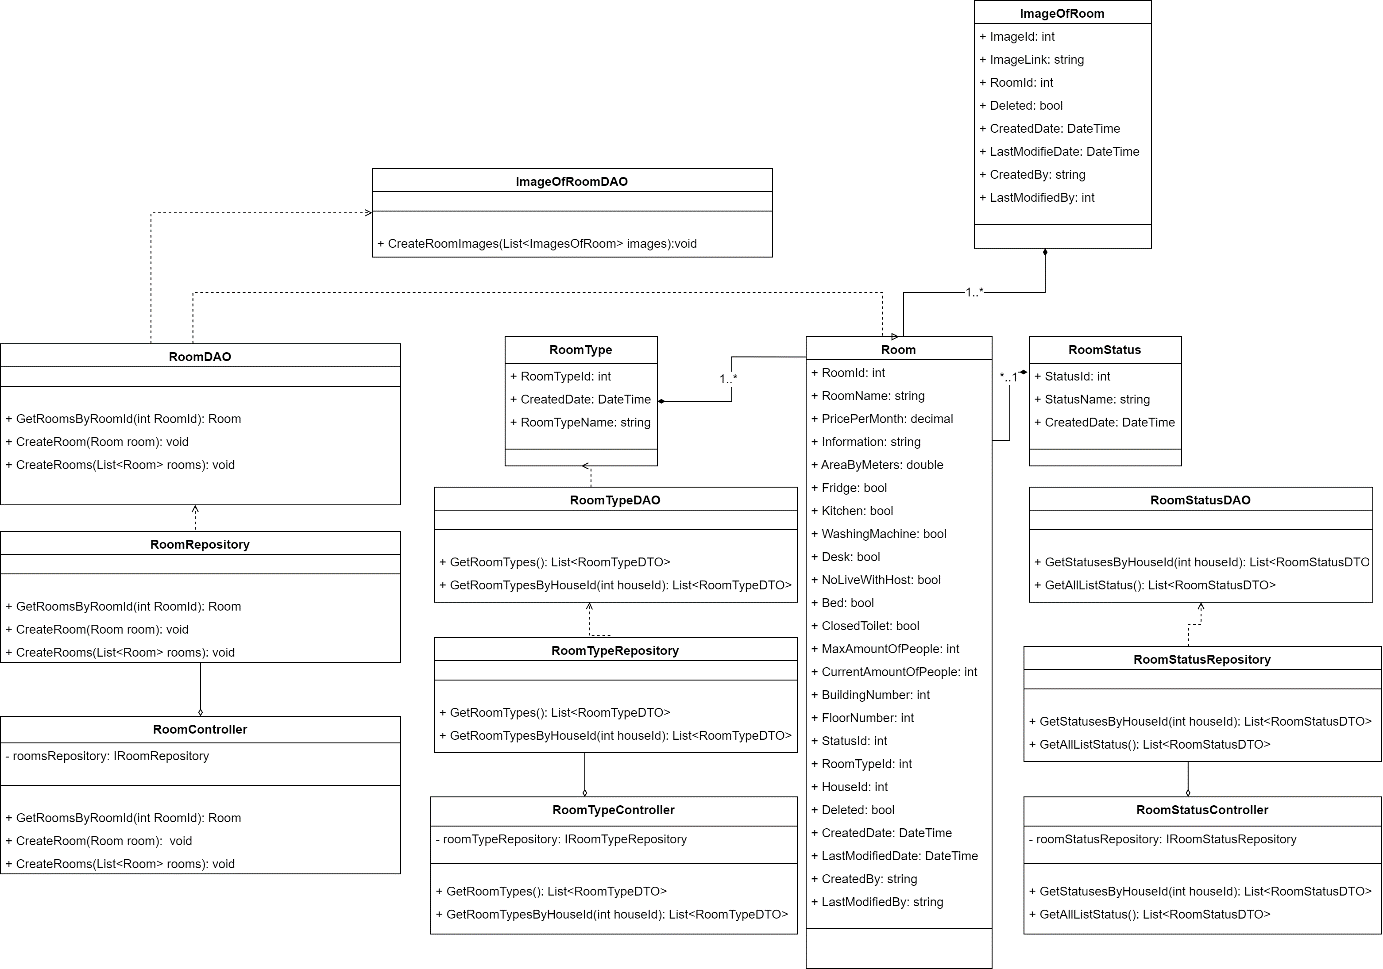 ImageOfRoom
+ ImageId: int
+ ImageLink: string
+ RoomId: int
+ Deleted: bool
+ CreatedDate: DateTime
+ LastModifieDate: DateTime
+ CreatedBy: string
+ LastModifiedBy: int
ImageOfRoomDAO
+ CreateRoomImages(List<ImagesOfRoom> images):void
1..*
RoomDAO
+ GetRoomsByRoomId(int RoomId): Room
+ CreateRoom(Room room): void
+ CreateRooms(List<Room> rooms): void
RoomRepository
+ GetRoomsByRoomId(int RoomId): Room
+ CreateRoom(Room room): void
+ CreateRooms(List<Room> rooms): void
RoomController
- roomsRepository: IRoomRepository
+ GetRoomsByRoomId(int RoomId): Room
+ CreateRoom(Room room):  void
+ CreateRooms(List<Room> rooms): void
RoomType
+ RoomTypeId: int
+ CreatedDate: DateTime
+ RoomTypeName: string
1..*
RoomTypeDAO
+ GetRoomTypes(): List<RoomTypeDTO>
+ GetRoomTypesByHouseId(int houseId): List<RoomTypeDTO>
RoomTypeRepository
+ GetRoomTypes(): List<RoomTypeDTO>
+ GetRoomTypesByHouseId(int houseId): List<RoomTypeDTO>
RoomTypeController
- roomTypeRepository: IRoomTypeRepository
+ GetRoomTypes(): List<RoomTypeDTO>
+ GetRoomTypesByHouseId(int houseId): List<RoomTypeDTO>
Room
+ RoomId: int
+ RoomName: string
+ PricePerMonth: decimal
+ Information: string
+ AreaByMeters: double
+ Fridge: bool
+ Kitchen: bool
+ WashingMachine: bool
+ Desk: bool
+ NoLiveWithHost: bool
+ Bed: bool
+ ClosedToilet: bool
+ MaxAmountOfPeople: int
+ CurrentAmountOfPeople: int
+ BuildingNumber: int
+ FloorNumber: int
+ StatusId: int
+ RoomTypeId: int
+ HouseId: int
+ Deleted: bool
+ CreatedDate: DateTime
+ LastModifiedDate: DateTime
+ CreatedBy: string
+ LastModifiedBy: string
*..1
RoomStatus
+ StatusId: int
+ StatusName: string
+ CreatedDate: DateTime
RoomStatusDAO
+ GetStatusesByHouseId(int houseId): List<RoomStatusDTO
+ GetAllListStatus(): List<RoomStatusDTO>
RoomStatusRepository
+ GetStatusesByHouseId(int houseId): List<RoomStatusDTO>
+ GetAllListStatus(): List<RoomStatusDTO>
RoomStatusController
- roomStatusRepository: IRoomStatusRepository
+ GetStatusesByHouseId(int houseId): List<RoomStatusDTO>
+ GetAllListStatus(): List<RoomStatusDTO>